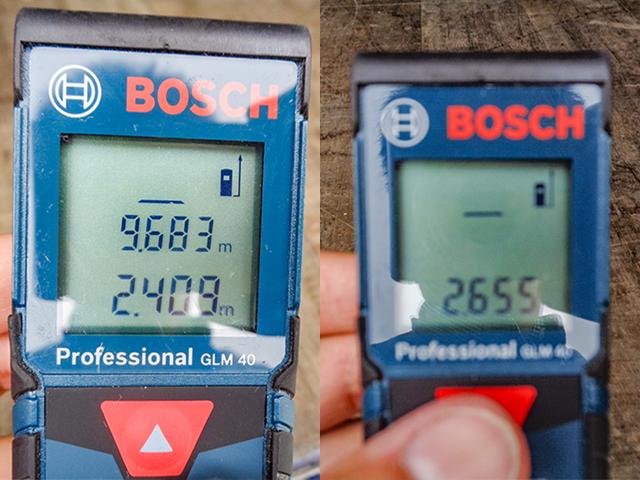 BOSCH
9.683 m
2.409 m
Professional GLM 40
BOSCH
2.655
Professional GLM 40